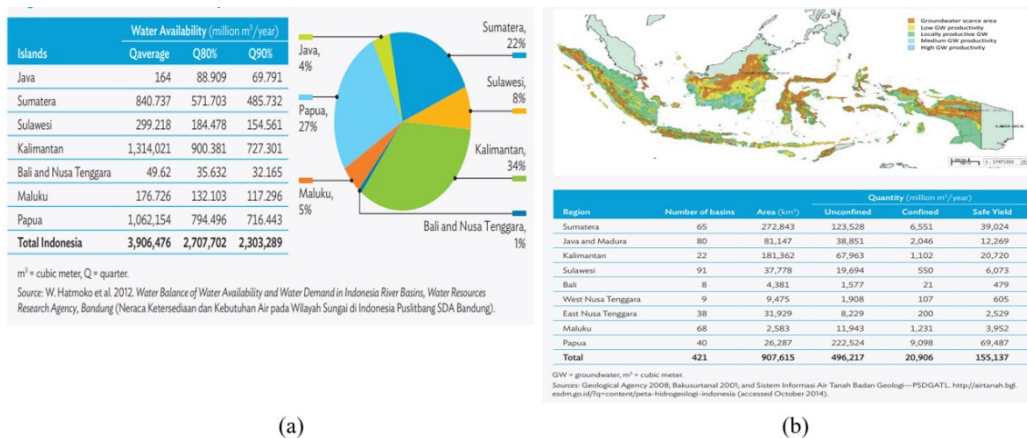 Water Availability (million m³/year)
Islands Qaverage Q80% Q90%
Java 164 88.909 69.791
Sumatera 840.737 571.703 485.732
Sulawesi 299.218 184.478 154.561
Kalimantan 1,314,021 900.381 727.301
Bali and Nusa Tenggara 49.62 35.632 32.165
Maluku 176.726 132.103 117.296
Papua 1,062,154 794.496 716.443
Total Indonesia 3,906,476 2,707,702 2,303,289
m³ = cubic meter, Q = quarter.
Source: W. Hatmoko et al. 2012. Water Balance of Water Availability and Water Demand in Indonesia River Basins, Water Resources
Research Agency, Bandung (Neraca Ketersediaan dan Kebutuhan Air pada Wilayah Sungai di Indonesia Puslitbang SDA Bandung).
Java,
4%
Sumatera,
22%
Sulawesi,
8%
Papua,
27%
Kalimantan,
34%
Maluku,
5%
Bali and Nusa Tenggara,
1%
(a)
Groundwater scarce area
Low GW productivity
Locally productive GW
Medium GW productivity
High GW productivity
Quantity (million m³/year)
Region Number of basins Area (km²) Unconfined Confined Safe Yield
Sumatera 65 272,843 123,528 6,551 39,024
Java and Madura 80 81,147 38,851 2,046 12,269
Kalimantan 22 181,362 67,963 1,102 20,720
Sulawesi 91 37,778 19,694 550 6,073
Bali 8 4,381 1,577 21 479
West Nusa Tenggara 9 9,475 1,908 107 605
East Nusa Tenggara 38 31,929 8,229 200 2,529
Maluku 68 2,583 11,943 1,231 3,952
Papua 40 26,287 222,524 9,098 69,487
Total 421 907,615 496,217 20,906 155,137
GW = groundwater, m³ = cubic meter.
Sources: Geological Agency 2008; Bakusurtanal 2001; and Sistem Informasi Air Tanah Badan Geologi—PSDGATL. http://airtanah.bgl.
esdm.go.id/?q=content/peta-hidrogeologi-indonesia (accessed October 2014).
(b)